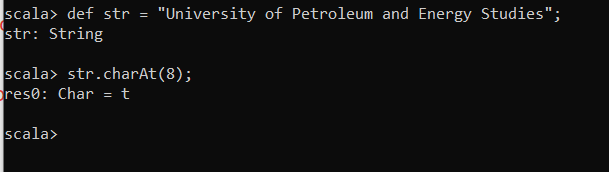 scala> def str = "University of Petroleum and Energy Studies";
str: String
scala> str.charAt(8);
res0: Char = t
scala>